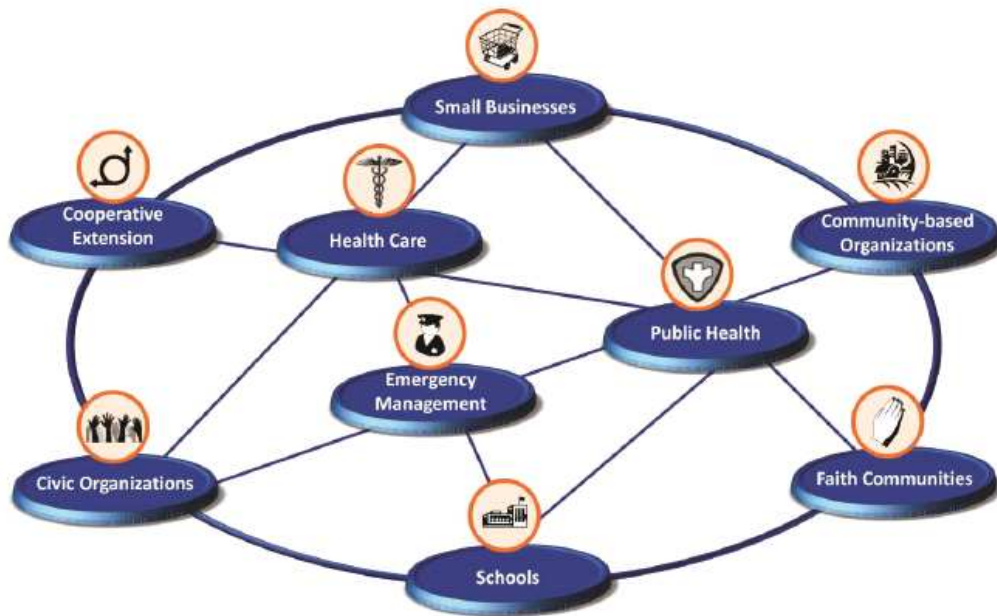 Small Businesses
Cooperative
Extension
Health Care
Community-based
Organizations
Public Health
Emergency
Management
Civic Organizations
Faith Communities
Schools